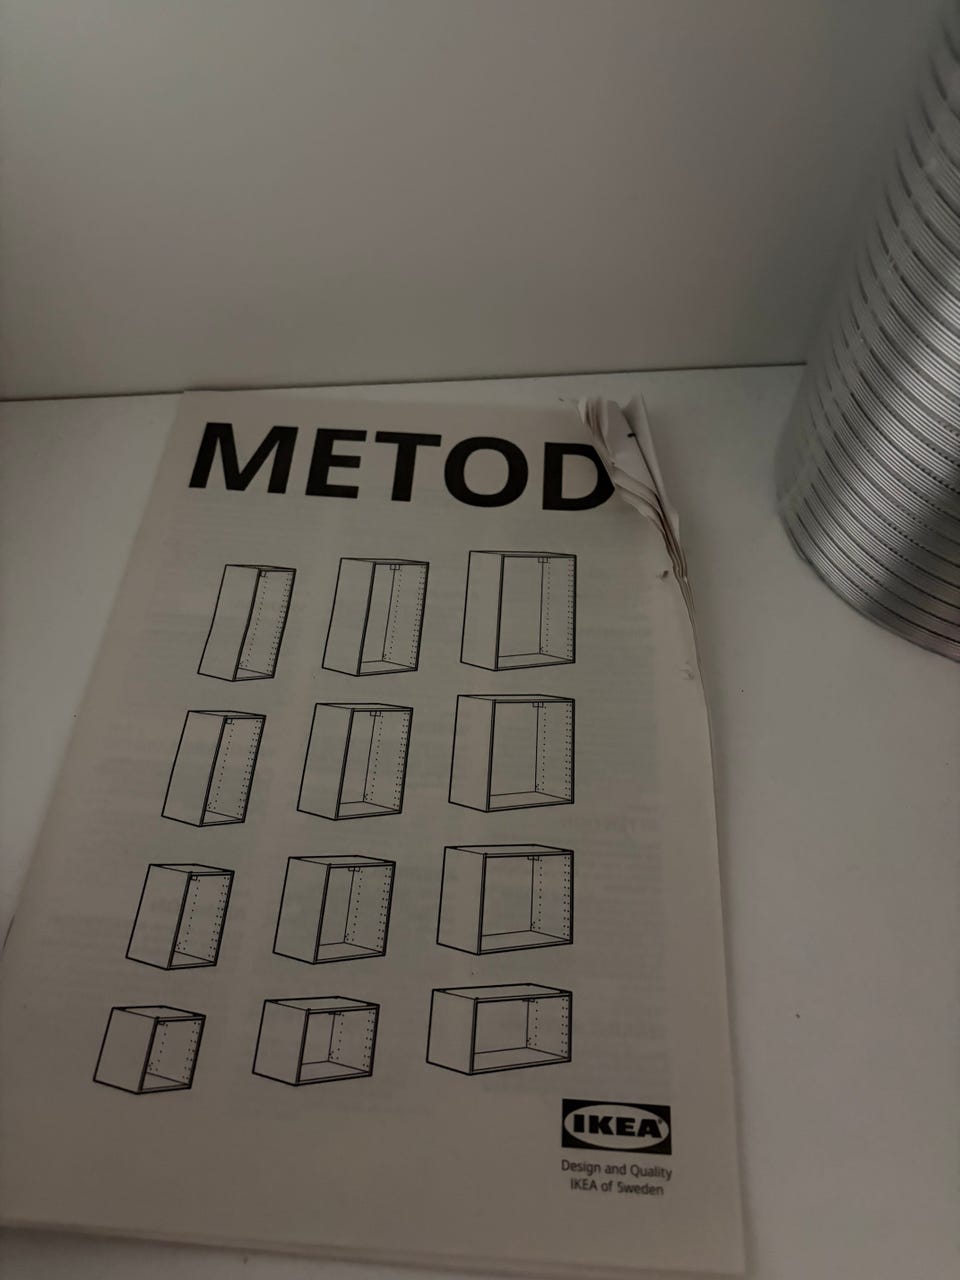 METOD
IKEA®
Design and Quality
IKEA of Sweden